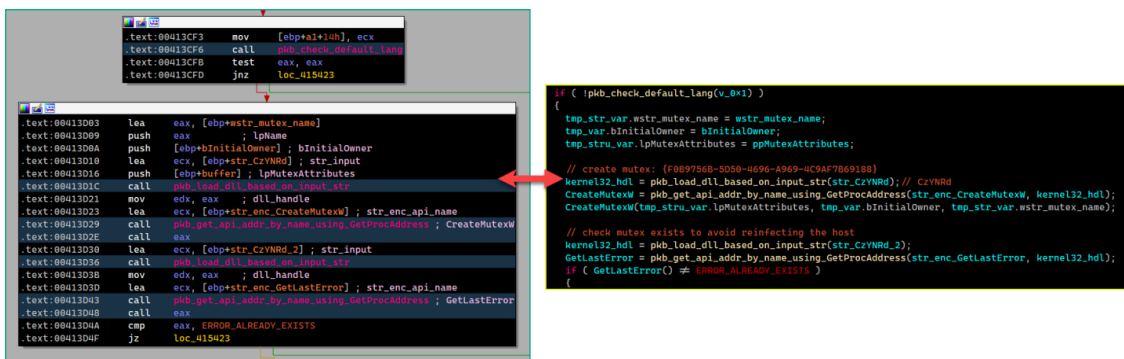 .text:00413CF3 mov [ebp+a1+14h], ecx
.text:00413CF6 call pkb_check_default_lang
.text:00413CFB test eax, eax
.text:00413CFD jnz loc_415423
.text:00413D03 lea eax, [ebp+wstr_mutex_name]
.text:00413D09 push eax ; lpName
.text:00413D0A push [ebp+bInitialOwner] ; bInitialOwner
.text:00413D10 lea ecx, [ebp+str_CzYNRd] ; str_input
.text:00413D16 push [ebp+buffer] ; lpMutexAttributes
.text:00413D1C call pkb_load_dll_based_on_input_str
.text:00413D21 mov edx, eax ; dll_handle
.text:00413D23 lea ecx, [ebp+str_enc_CreateMutexW] ; str_enc_api_name
.text:00413D29 call pkb_get_api_addr_by_name_using_GetProcAddress ; CreateMutexW
.text:00413D2E call eax
.text:00413D30 lea ecx, [ebp+str_CzYNRd_2] ; str_input
.text:00413D36 call pkb_load_dll_based_on_input_str
.text:00413D3B mov edx, eax ; dll_handle
.text:00413D3D lea ecx, [ebp+str_enc_GetLastError] ; str_enc_api_name
.text:00413D43 call pkb_get_api_addr_by_name_using_GetProcAddress ; GetLastError
.text:00413D48 call eax
.text:00413D4A cmp eax, ERROR_ALREADY_EXISTS
.text:00413D4F jz loc_415423
if ( !pkb_check_default_lang(v_0x1) )
{
tmp_str_var.wstr_mutex_name = wstr_mutex_name;
tmp_var.bInitialOwner = bInitialOwner;
tmp_stru_var.lpMutexAttributes = ppMutexAttributes;
// create mutex: {F0B9756B-5D50-4696-A969-4C9AF7B69188}
kernel32_hdl = pkb_load_dll_based_on_input_str(str_CzYNRd);// CzYNRd
CreateMutexW = pkb_get_api_addr_by_name_using_GetProcAddress(str_enc_CreateMutexW, kernel32_hdl);
CreateMutexW(tmp_stru_var.lpMutexAttributes, tmp_var.bInitialOwner, tmp_str_var.wstr_mutex_name);
// check mutex exists to avoid reinfecting the host
kernel32_hdl = pkb_load_dll_based_on_input_str(str_CzYNRd_2);
GetLastError = pkb_get_api_addr_by_name_using_GetProcAddress(str_enc_GetLastError, kernel32_hdl);
if ( GetLastError() ≠ ERROR_ALREADY_EXISTS )
{